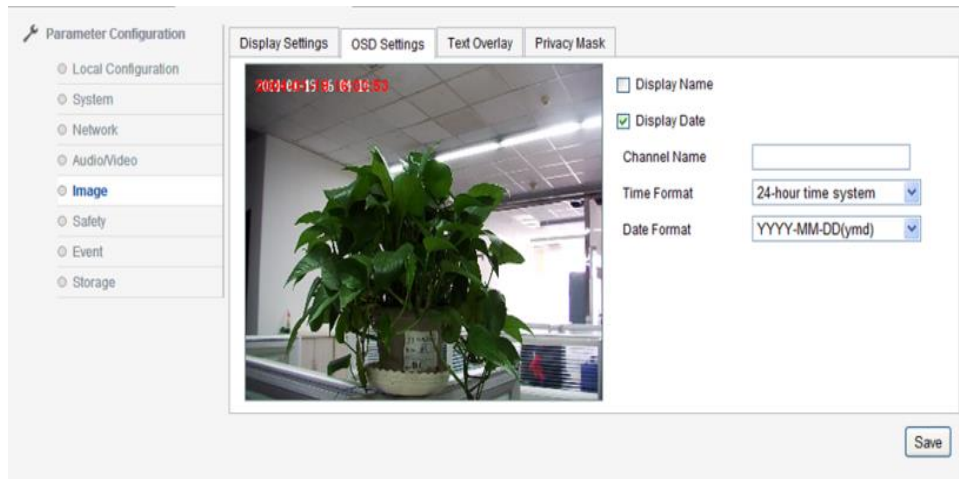 Parameter Configuration
Local Configuration
System
Network
Audio/Video
Image
Safety
Event
Storage
Display Settings
OSD Settings
Text Overlay
Privacy Mask
Display Name
Display Date
Channel Name
Time Format
24-hour time system
Date Format
YYYY-MM-DD(ymd)
Save